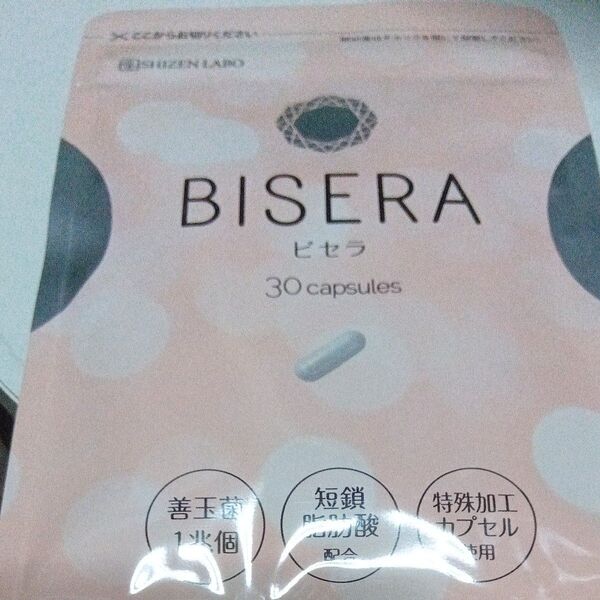 ここからお切りください
SHIZEN LABO
BISERA
ビセラ
30 capsules
善玉菌
1兆個
短鎖
脂肪酸
配合
特殊加工
カプセル
使用